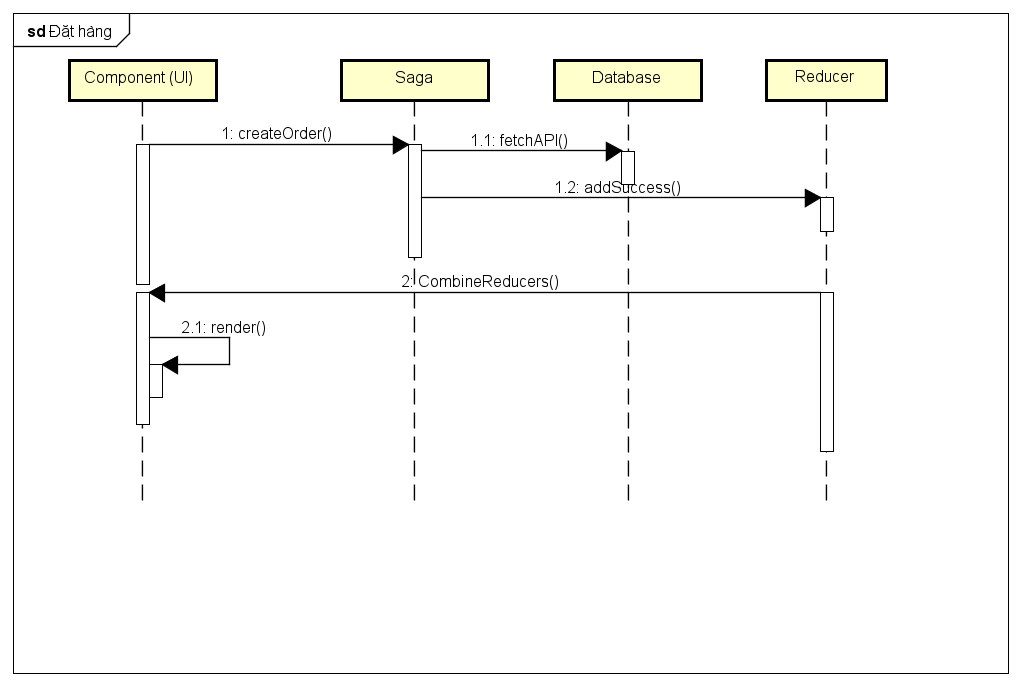 sd Đăt hàng
Component (UI)
Saga
Database
Reducer
1: createOrder()
1.1: fetchAPI()
1.2: addSuccess()
2: CombineReducers()
2.1: render()